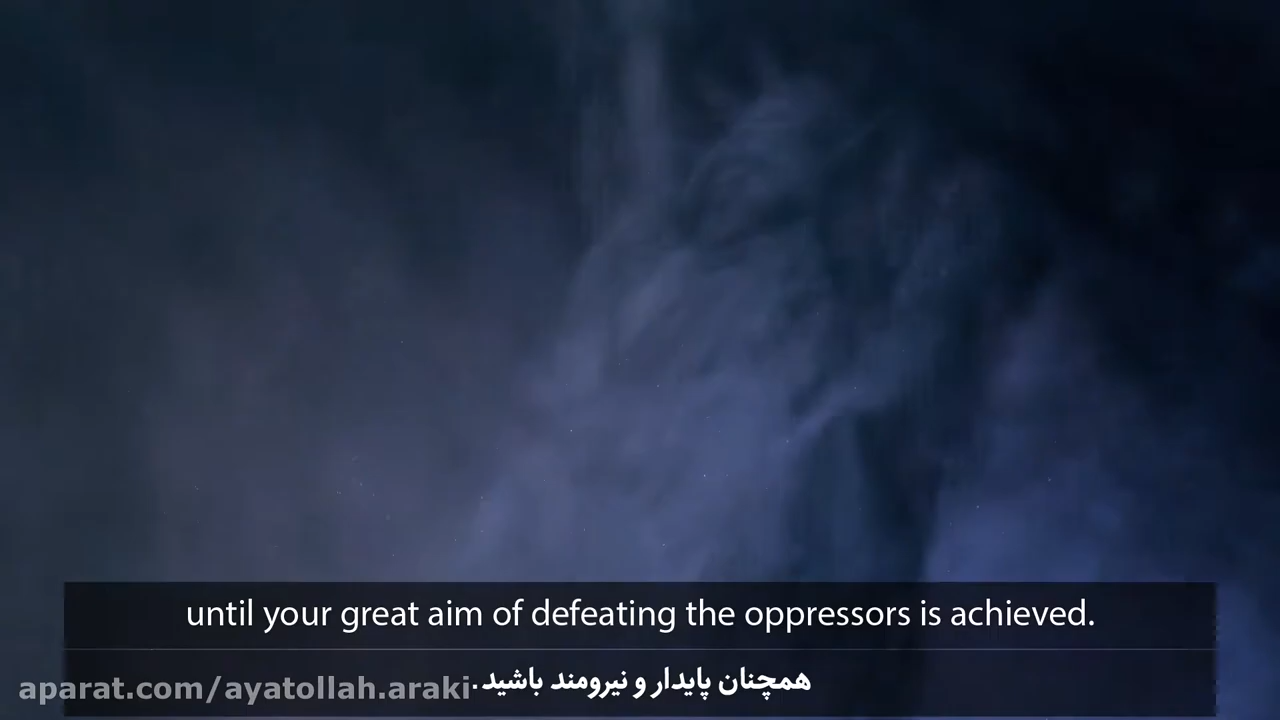 until your great aim of defeating the oppressors is achieved.
همچنان پایدار و نیرومند باشید.
aparat.com/ayatollah.araki